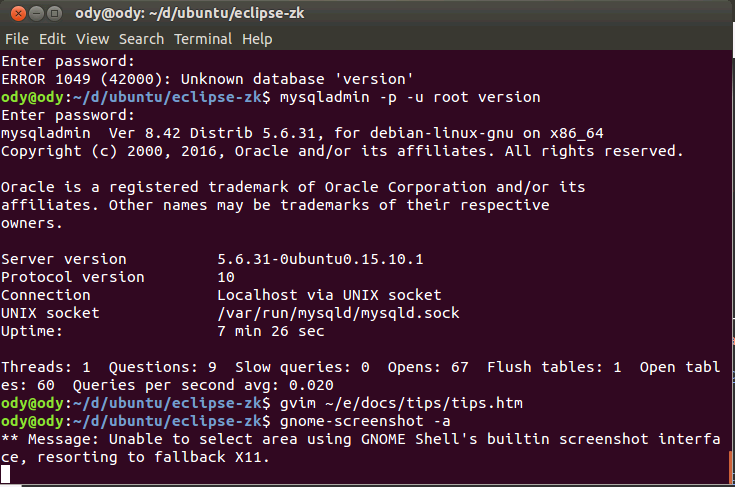 ody@ody: ~/d/ubuntu/eclipse-zk
File Edit View Search Terminal Help
Enter password:
ERROR 1049 (42000): Unknown database 'version'
ody@ody:~/d/ubuntu/eclipse-zk$ mysqladmin -p -u root version
Enter password:
mysqladmin  Ver 8.42 Distrib 5.6.31, for debian-linux-gnu on x86_64
Copyright (c) 2000, 2016, Oracle and/or its affiliates. All rights reserved.
Oracle is a registered trademark of Oracle Corporation and/or its
affiliates. Other names may be trademarks of their respective
owners.
Server version          5.6.31-0ubuntu0.15.10.1
Protocol version        10
Connection              Localhost via UNIX socket
UNIX socket             /var/run/mysqld/mysqld.sock
Uptime:                 7 min 26 sec
Threads: 1  Questions: 9  Slow queries: 0  Opens: 67  Flush tables: 1  Open tabl
es: 60  Queries per second avg: 0.020
ody@ody:~/d/ubuntu/eclipse-zk$ gvim ~/e/docs/tips/tips.htm
ody@ody:~/d/ubuntu/eclipse-zk$ gnome-screenshot -a
** Message: Unable to select area using GNOME Shell's builtin screenshot interfa
ce, resorting to fallback X11.